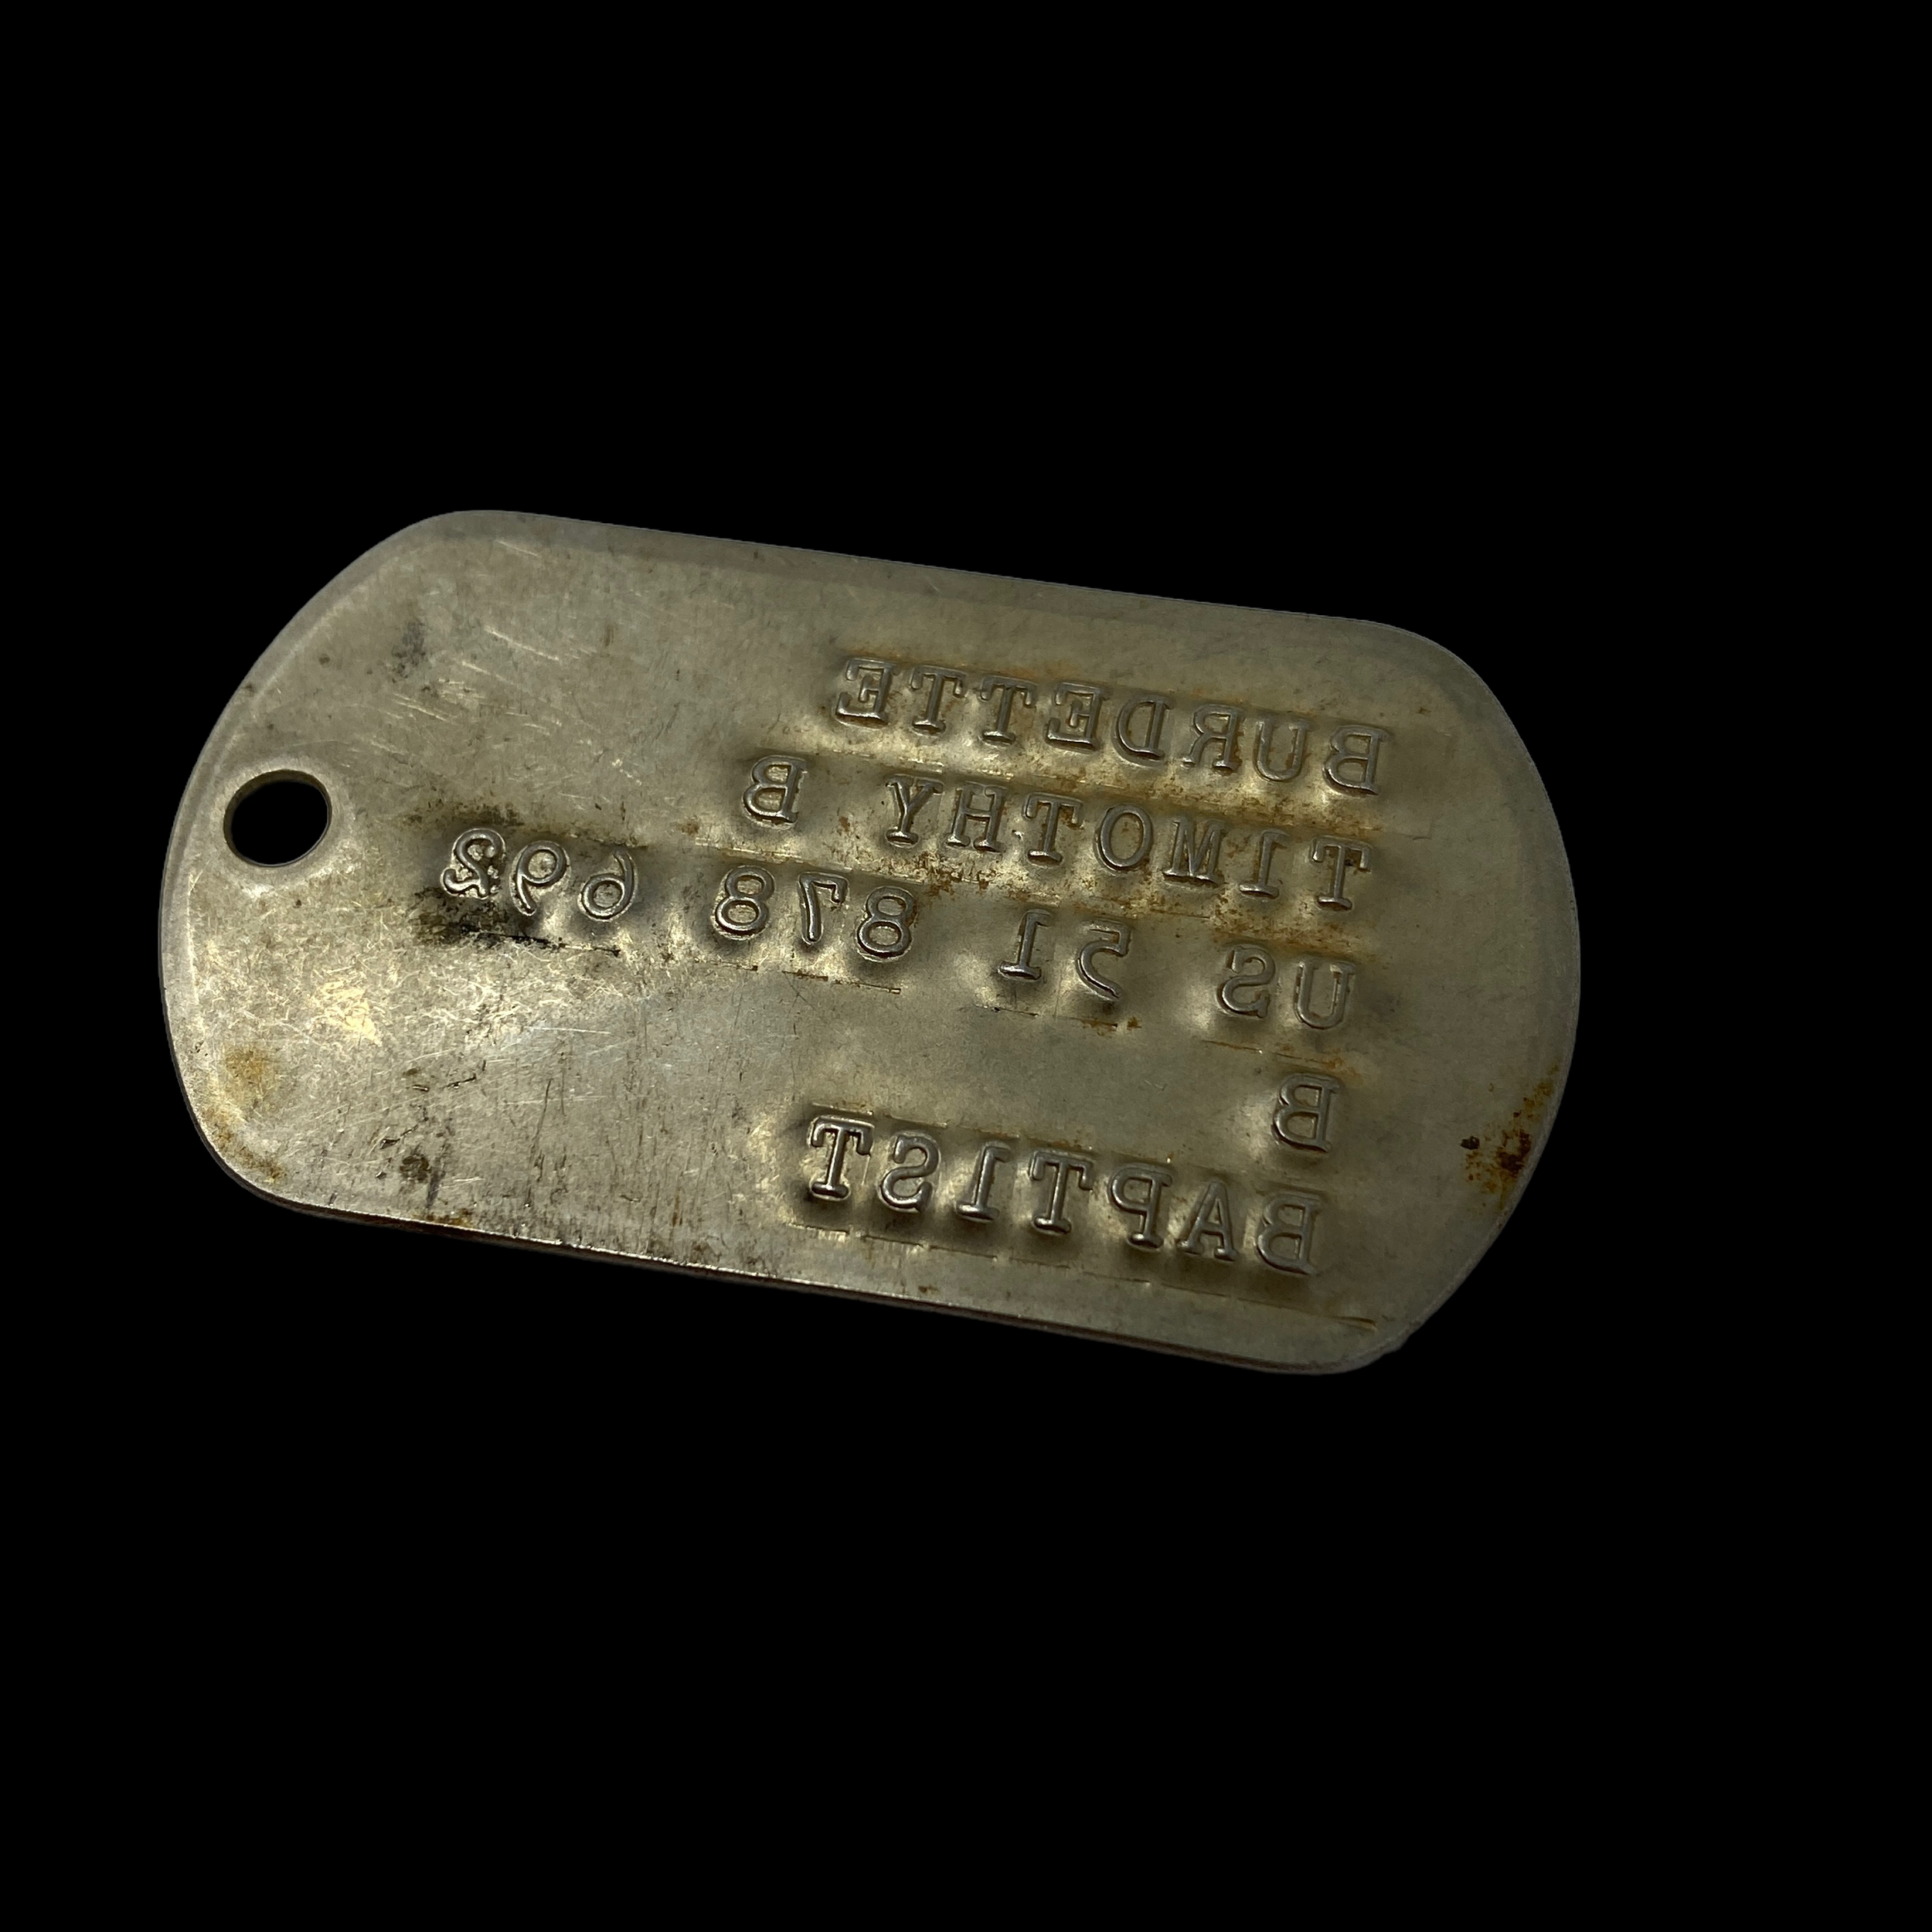 BURDETTE
TIMOTHY B
US 51 878 692
B
BAPTIST